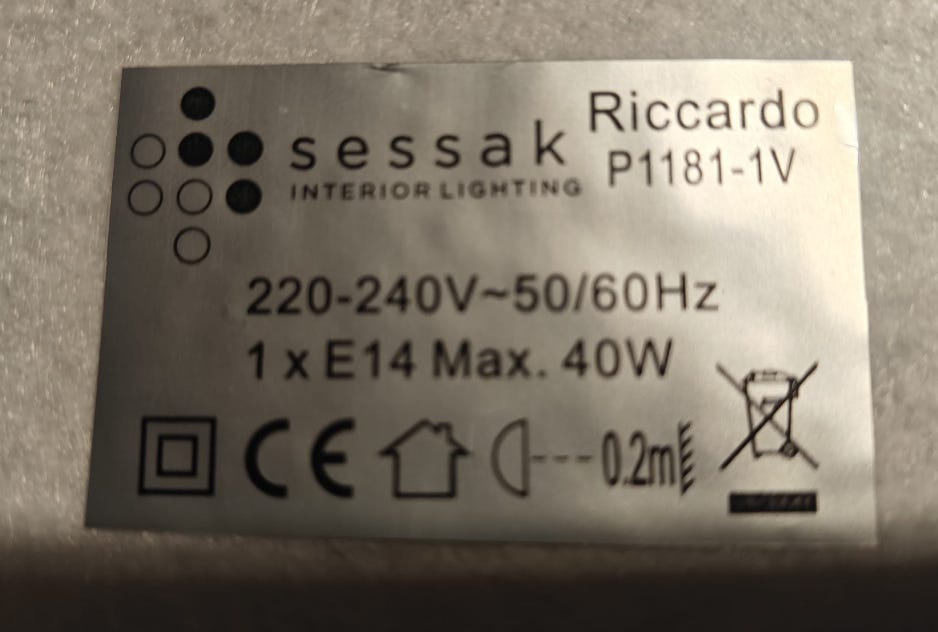 sessak
INTERIOR LIGHTING
Riccardo
P1181-1V
220-240V~50/60Hz
1 x E14 Max. 40W
CE
0.2m